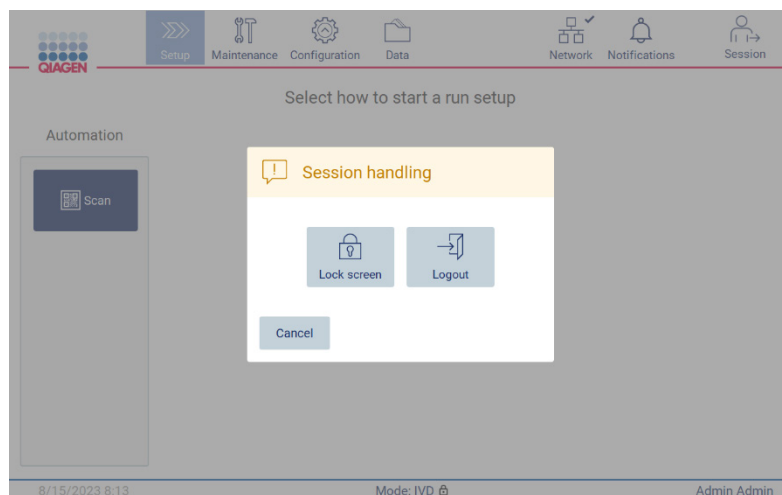 QIAGEN
Setup
Maintenance
Configuration
Data
Network
Notifications
Session
Select how to start a run setup
Automation
Scan
Session handling
Lock screen
Logout
Cancel
8/15/2023 8:13
Mode: IVD
Admin Admin